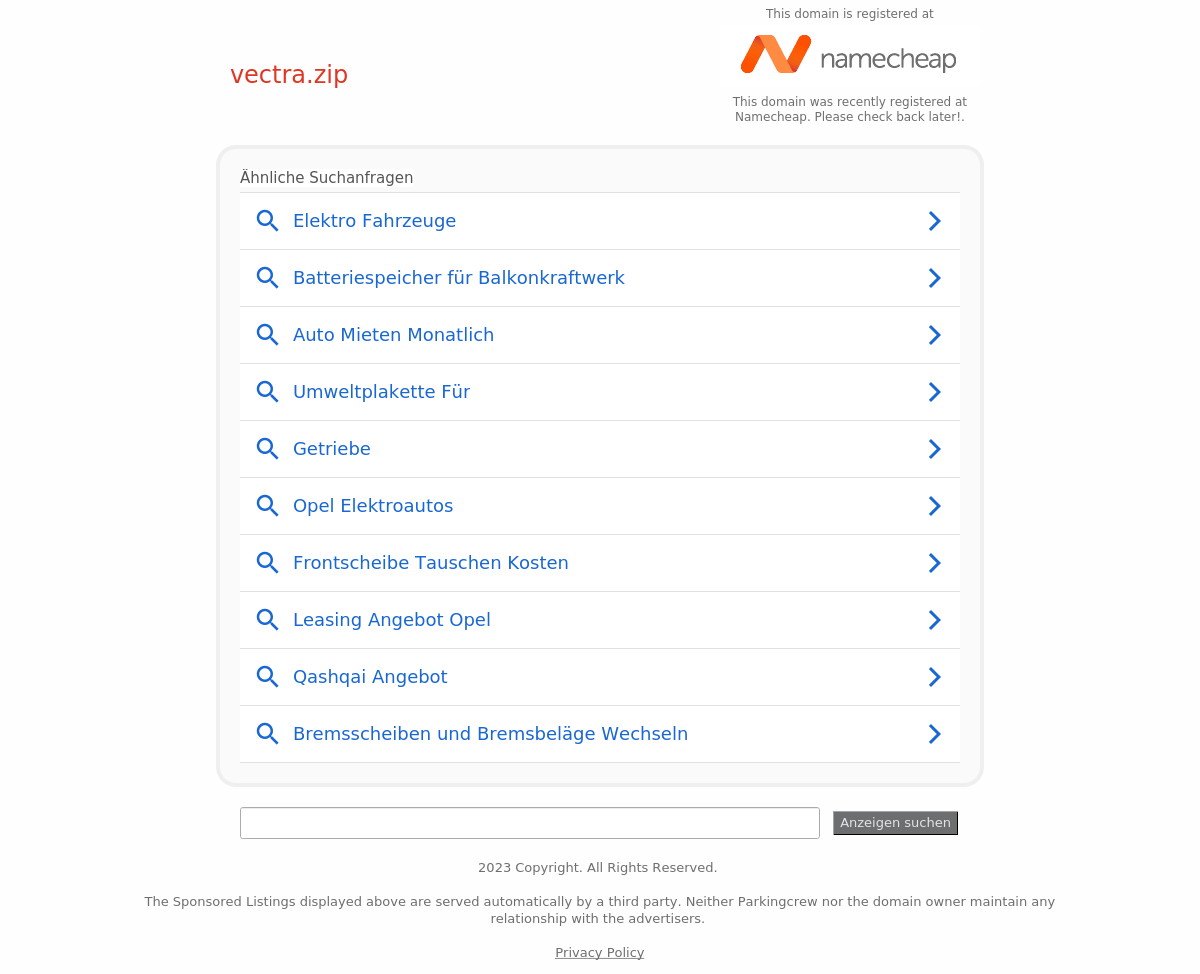 This domain is registered at
namecheap
vectra.zip
This domain was recently registered at
Namecheap. Please check back later!.
Ähnliche Suchanfragen
Elektro Fahrzeuge
Batteriespeicher für Balkonkraftwerk
Auto Mieten Monatlich
Umweltplakette Für
Getriebe
Opel Elektroautos
Frontscheibe Tauschen Kosten
Leasing Angebot Opel
Qashqai Angebot
Bremsscheiben und Bremsbeläge Wechseln
Anzeigen suchen
2023 Copyright. All Rights Reserved.
The Sponsored Listings displayed above are served automatically by a third party. Neither Parkingcrew nor the domain owner maintain any
relationship with the advertisers.
Privacy Policy